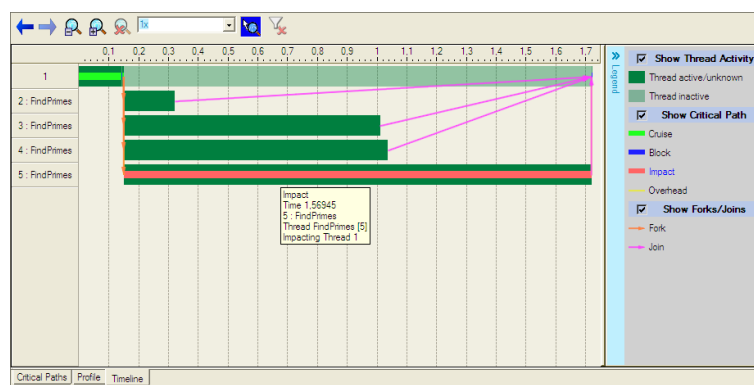 1x
0,1 0,2 0,3 0,4 0,5 0,6 0,7 0,8 0,9 1 1,1 1,2 1,3 1,4 1,5 1,6 1,7
1
2 : FindPrimes
3 : FindPrimes
4 : FindPrimes
5 : FindPrimes
Impact
Time 1,56945
5 : FindPrimes
Thread FindPrimes [5]
Impacting Thread 1
« Legend
Show Thread Activity
Thread active/unknown
Thread inactive
Show Critical Path
Cruise
Block
Impact
Overhead
Show Forks/Joins
Fork
Join
Critical Paths Profile Timeline